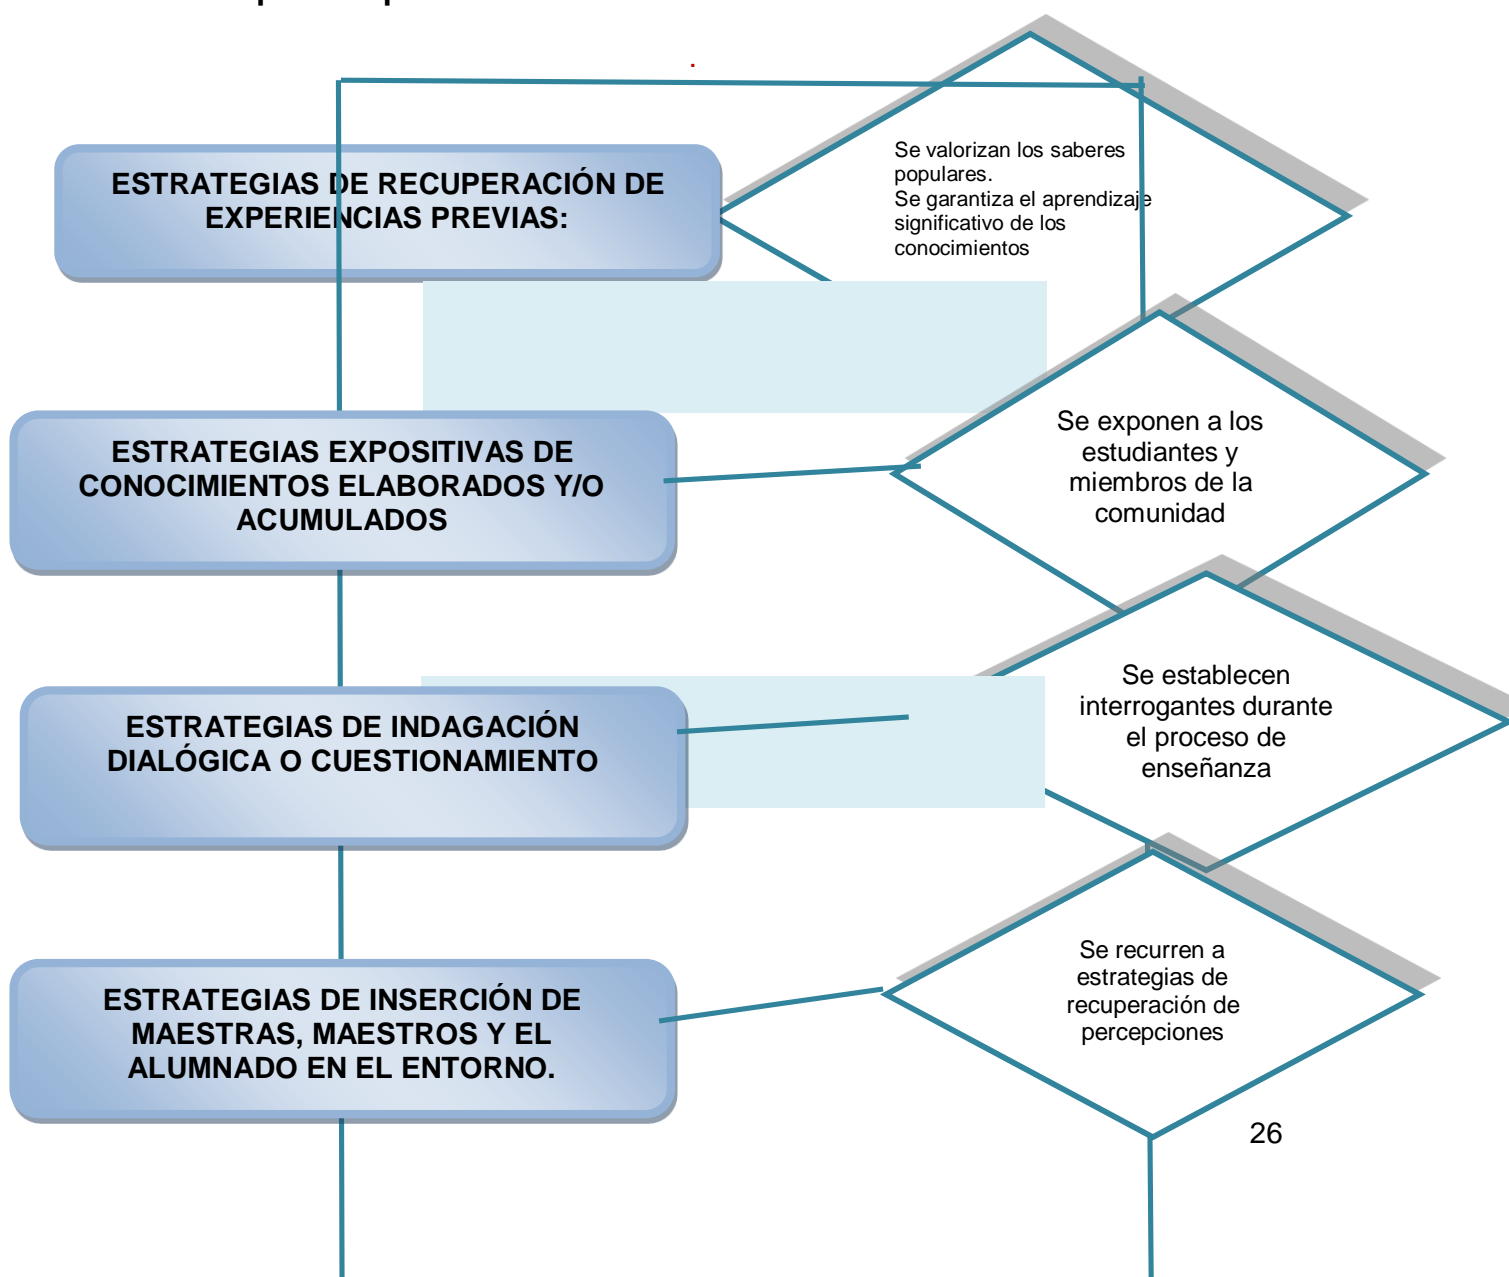 ESTRATEGIAS DE RECUPERACIÓN DE
EXPERIENCIAS PREVIAS:
Se valorizan los saberes
populares.
Se garantiza el aprendizaje
significativo de los
conocimientos
ESTRATEGIAS EXPOSITIVAS DE
CONOCIMIENTOS ELABORADOS Y/O
ACUMULADOS
Se exponen a los
estudiantes y
miembros de la
comunidad
ESTRATEGIAS DE INDAGACIÓN
DIALÓGICA O CUESTIONAMIENTO
Se establecen
interrogantes durante
el proceso de
enseñanza
ESTRATEGIAS DE INSERCIÓN DE
MAESTRAS, MAESTROS Y EL
ALUMNADO EN EL ENTORNO.
Se recurren a
estrategias de
recuperación de
percepciones
26